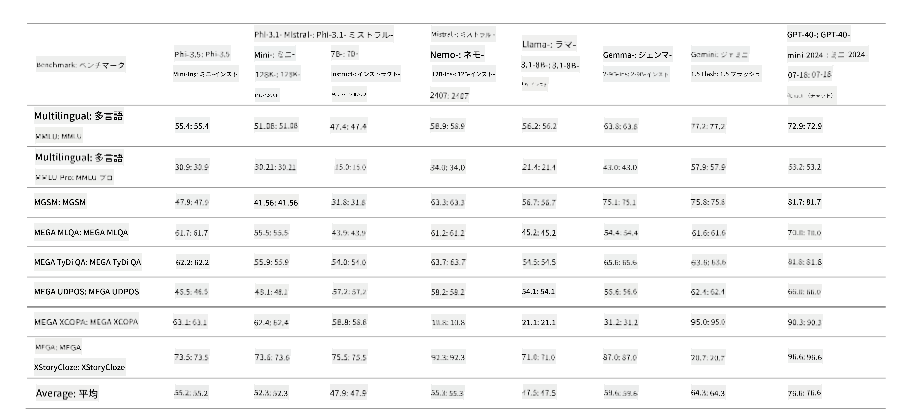 Phi-3.1- Mistral-: Phi-3.1- ミストラル-
Mistral-: ミストラル-
GPT-40-: GPT-40-
Phi-3.5: Phi-3.5
Mini-: ミニ-
7B-: 7B-
Nemo-: ネモ-
Llama-: ラマ-
Gemma-: ジェンマ-
Gemini: ジェミニ
mini 2024 : ミニ 2024
Benchmark: ベンチマーク
Mini-Ins: ミニ-インスト-
128K-: 128K-
Instruct: インストラクト-
12B-Ins: 12B-インスト-
3.1-8B-: 3.1-8B-
1.5 Flash: 1.5 フラッシュ
07-18: 07-18
2407: 2407
Multilingual: 多言語
MMLU: MMLU
55.4: 55.4 51.08: 51.08 47.4: 47.4 58.9: 58.9 56.2: 56.2 63.8: 63.8 77.2: 77.2 72.9: 72.9
Multilingual: 多言語
MMLU Pro: MMLU プロ
30.9: 30.9 30.21: 30.21 15.0: 15.0 34.0: 34.0 21.4: 21.4 43.0: 43.0 57.9: 57.9 53.2: 53.2
MGSM: MGSM 47.9: 47.9 41.56: 41.56 31.8: 31.8 63.3: 63.3 56.7: 56.7 75.1: 75.1 75.8: 75.8 81.7: 81.7
MEGA MLQA: MEGA MLQA 61.7: 61.7 55.5: 55.5 43.9: 43.9 61.2: 61.2 45.2: 45.2 54.4: 54.4 61.6: 61.6 70.0: 70.0
MEGA TyDi QA: MEGA TyDi QA 62.2: 62.2 55.9: 55.9 54.0: 54.0 63.7: 63.7 54.5: 54.5 65.6: 65.6 63.6: 63.6 81.8: 81.8
MEGA UDPOS: MEGA UDPOS 46.5: 46.5 48.1: 48.1 57.2: 57.2 58.2: 58.2 54.1: 54.1 56.6: 56.6 62.4: 62.4 66.0: 66.0
MEGA XCOPA: MEGA XCOPA 63.1: 63.1 62.4: 62.4 58.8: 58.8 10.8: 10.8 21.1: 21.1 31.2: 31.2 95.0: 95.0 90.3: 90.3
MEGA: MEGA
XStoryCloze: XStoryCloze
73.5: 73.5 73.6: 73.6 75.5: 75.5 92.3: 92.3 71.0: 71.0 87.0: 87.0 20.7: 20.7 96.6: 96.6
Average: 平均 55.2: 55.2 52.3: 52.3 47.9: 47.9 55.3: 55.3 47.5: 47.5 59.6: 59.6 64.3: 64.3 76.6: 76.6